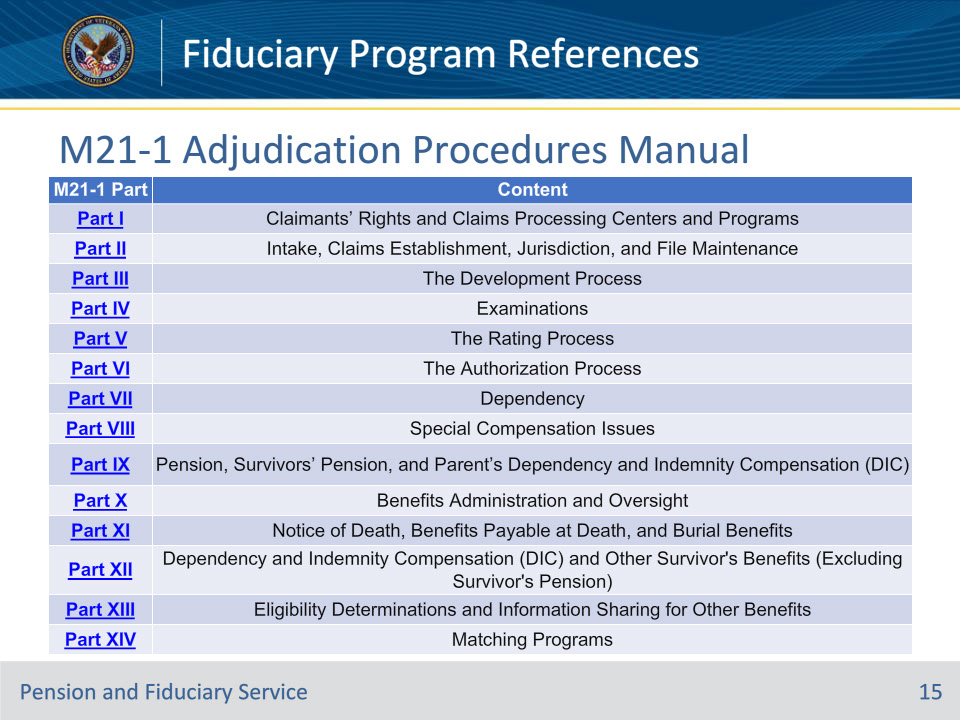 Fiduciary Program References
M21-1 Adjudication Procedures Manual
M21-1 Part Content
Part I Claimants’ Rights and Claims Processing Centers and Programs
Part II Intake, Claims Establishment, Jurisdiction, and File Maintenance
Part III The Development Process
Part IV Examinations
Part V The Rating Process
Part VI The Authorization Process
Part VII Dependency
Part VIII Special Compensation Issues
Part IX Pension, Survivors’ Pension, and Parent’s Dependency and Indemnity Compensation (DIC)
Part X Benefits Administration and Oversight
Part XI Notice of Death, Benefits Payable at Death, and Burial Benefits
Part XII Dependency and Indemnity Compensation (DIC) and Other Survivor's Benefits (Excluding
Survivor's Pension)
Part XIII Eligibility Determinations and Information Sharing for Other Benefits
Part XIV Matching Programs
Pension and Fiduciary Service 15